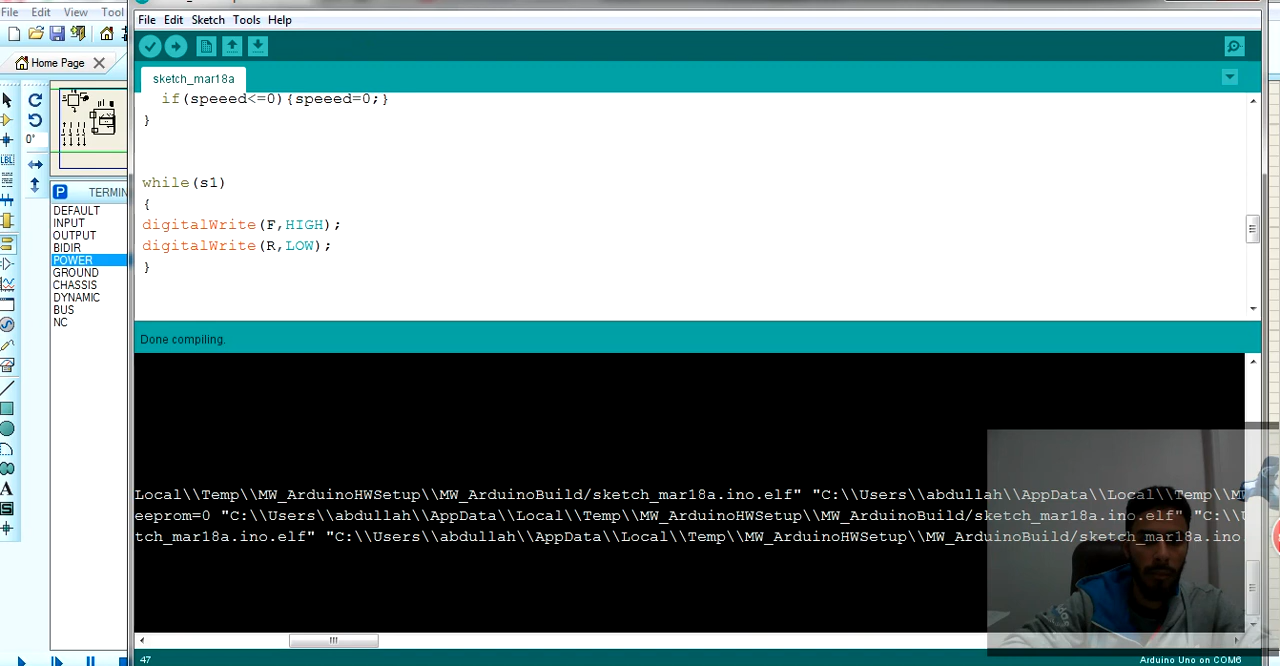 File Edit View Tool
File Edit Sketch Tools Help
Home Page
sketch_mar18a
if(speeed<=0){speeed=0;}
}
while(s1)
{
digitalWrite(F,HIGH);
digitalWrite(R,LOW);
}
0°
LBL
P TERMIN
DEFAULT
INPUT
OUTPUT
BIDIR
POWER
GROUND
CHASSIS
DYNAMIC
BUS
NC
A
S
Done compiling.
Local\\Temp\\MW_ArduinoHWSetup\\MW_ArduinoBuild/sketch_mar18a.ino.elf" "C:\\Users\\abdullah\\AppData\\Local\\Temp\\MW
eeprom=0 "C:\\Users\\abdullah\\AppData\\Local\\Temp\\MW_ArduinoHWSetup\\MW_ArduinoBuild/sketch_mar18a.ino.elf" "C:\\U
tch_mar18a.ino.elf" "C:\\Users\\abdullah\\AppData\\Local\\Temp\\MW_ArduinoHWSetup\\MW_ArduinoBuild/sketch_mar18a.ino.
47
Arduino Uno on COM6